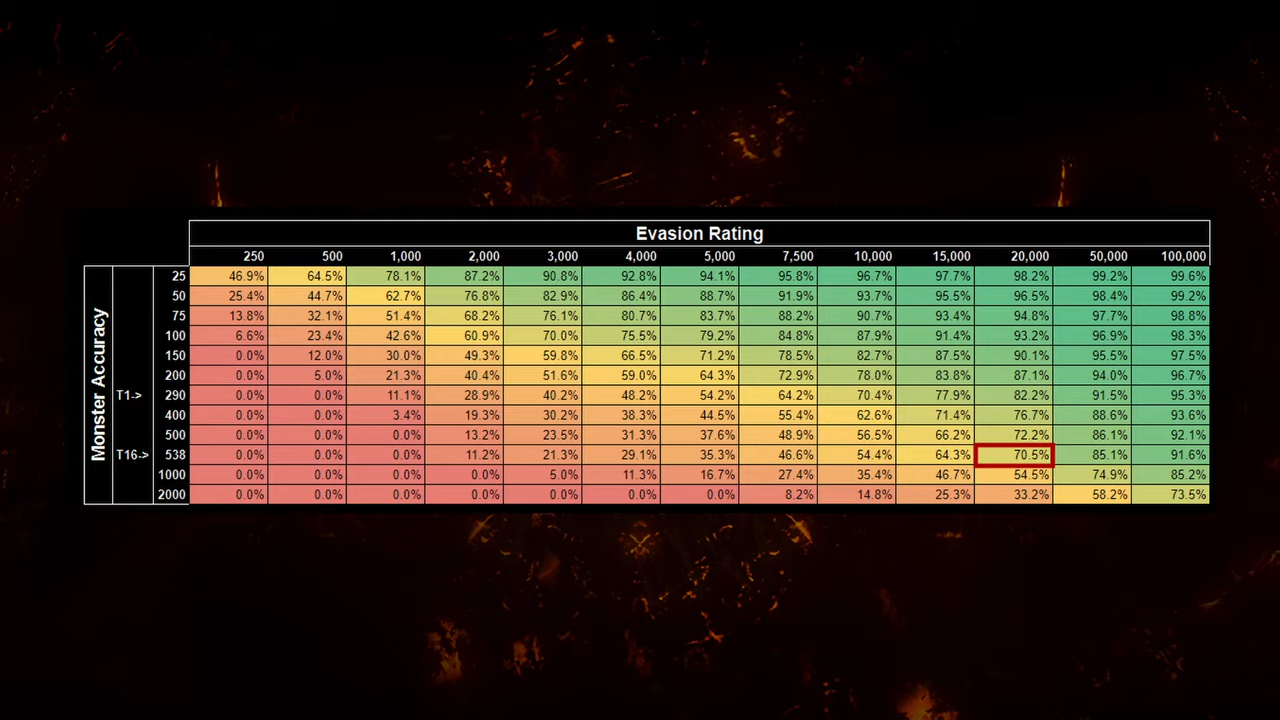 Evasion Rating
250 500 1,000 2,000 3,000 4,000 5,000 7,500 10,000 15,000 20,000 50,000 100,000
Monster Accuracy
25 46.9% 64.5% 78.1% 87.2% 90.8% 92.8% 94.1% 95.8% 96.7% 97.7% 98.2% 99.2% 99.6%
50 25.4% 44.7% 62.7% 76.8% 82.9% 86.4% 88.7% 91.9% 93.7% 95.5% 96.5% 98.4% 99.2%
75 13.8% 32.1% 51.4% 68.2% 76.1% 80.7% 83.7% 88.2% 90.7% 93.4% 94.8% 97.7% 98.8%
100 6.6% 23.4% 42.6% 60.9% 70.0% 75.5% 79.2% 84.8% 87.9% 91.4% 93.2% 96.9% 98.3%
150 0.0% 12.0% 30.0% 49.3% 59.8% 66.5% 71.2% 78.5% 82.7% 87.5% 90.1% 95.5% 97.5%
200 0.0% 5.0% 21.3% 40.4% 51.6% 59.0% 64.3% 72.9% 78.0% 83.8% 87.1% 94.0% 96.7%
T1-> 290 0.0% 0.0% 11.1% 28.9% 40.2% 48.2% 54.2% 64.2% 70.4% 77.9% 82.2% 91.5% 95.3%
400 0.0% 0.0% 3.4% 19.3% 30.2% 38.3% 44.5% 55.4% 62.6% 71.4% 76.7% 88.6% 93.6%
500 0.0% 0.0% 0.0% 13.2% 23.5% 31.3% 37.6% 48.9% 56.5% 66.2% 72.2% 86.1% 92.1%
T16-> 538 0.0% 0.0% 0.0% 11.2% 21.3% 29.1% 35.3% 46.6% 54.4% 64.3% 70.5% 85.1% 91.6%
1000 0.0% 0.0% 0.0% 0.0% 5.0% 11.3% 16.7% 27.4% 35.4% 46.7% 54.5% 74.9% 85.2%
2000 0.0% 0.0% 0.0% 0.0% 0.0% 0.0% 0.0% 8.2% 14.8% 25.3% 33.2% 58.2% 73.5%